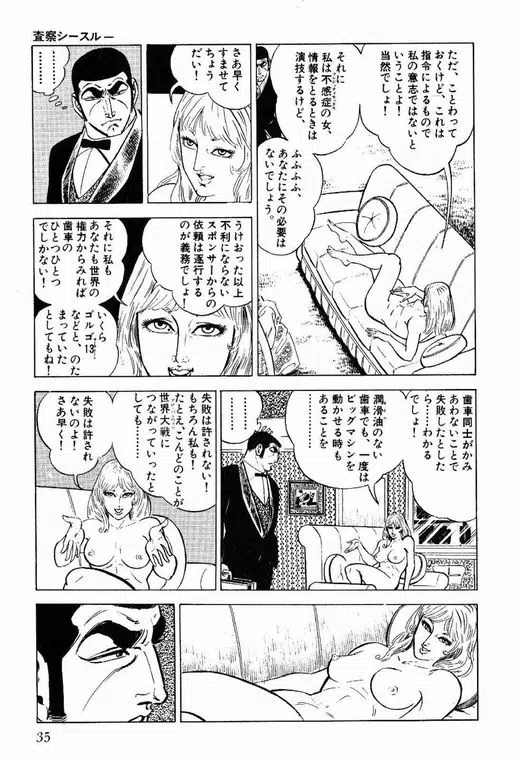 査察シースルー
ただ、ことわって
おくけど、これは
指令によるもので
私の意志ではないと
いうことよ!
当然でしょ!
それに
私は不感症の女、
情報をとるときは
演技するけど、
ふふふふ、
あなたにその必要は
ないでしょう。
さあ早く
すませて
ちょう
だい!
………
うけおった以上
不利にならない
スポンサーからの
依頼は遂行する
のが義務でしょ!
それに私も
あなたも世界の
権力からみれば
歯車の
ひとつひとつ
でしかない!
いくら
ゴルゴ13
などと、のた
まっていた
としてもね!
歯車同士がかみ
あわないことで
失敗したとした
ら……わかる
でしょ!
潤滑油のない
歯車でも、一度は
ビッグマシンを
動かせる時も
あることを
………
失敗は許されない!
もちろん私も!
たとえ、こんどのことが
世界大戦に
つながっていったと
しても……
失敗は許され
ないのよ!
さあ早く!
………
35